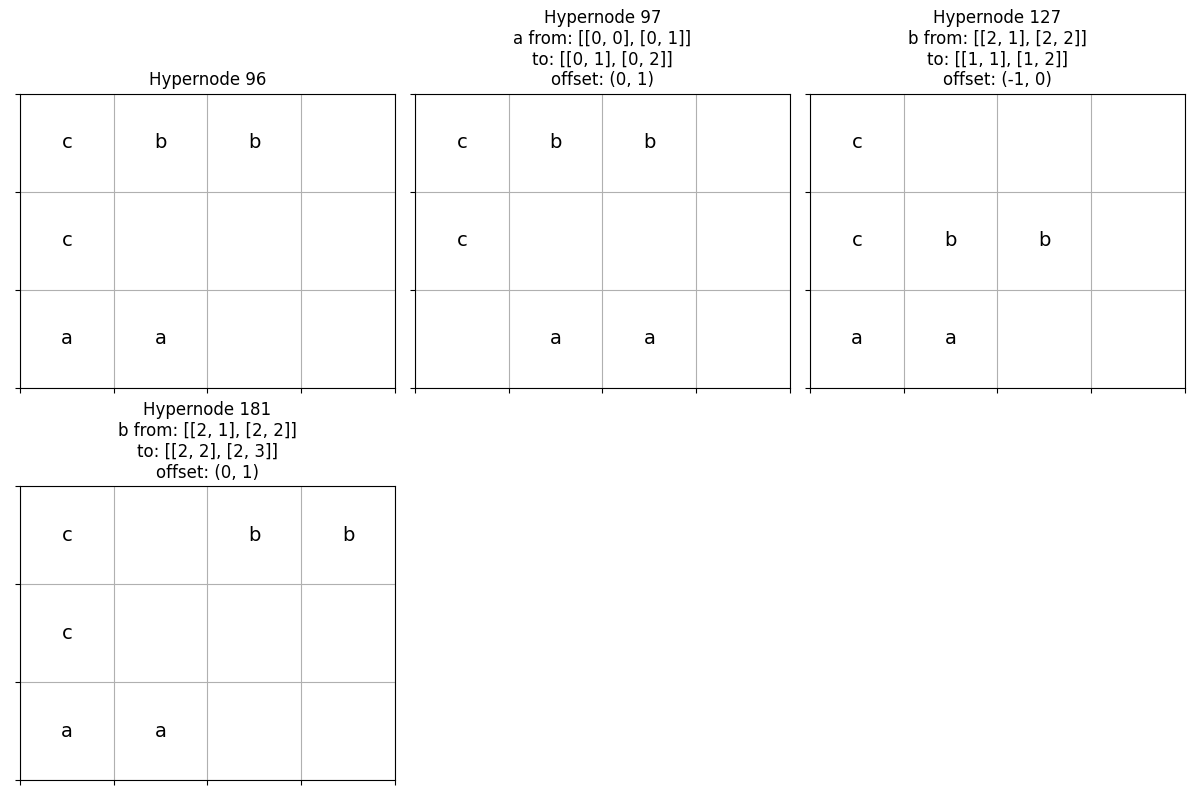 Hypernode 96
c b b
c
a a
Hypernode 97
a from: [[0, 0], [0, 1]]
to: [[0, 1], [0, 2]]
offset: (0, 1)
c b b
c
a a
Hypernode 127
b from: [[2, 1], [2, 2]]
to: [[1, 1], [1, 2]]
offset: (-1, 0)
c
c b b
a a
Hypernode 181
b from: [[2, 1], [2, 2]]
to: [[2, 2], [2, 3]]
offset: (0, 1)
c b b
c
a a